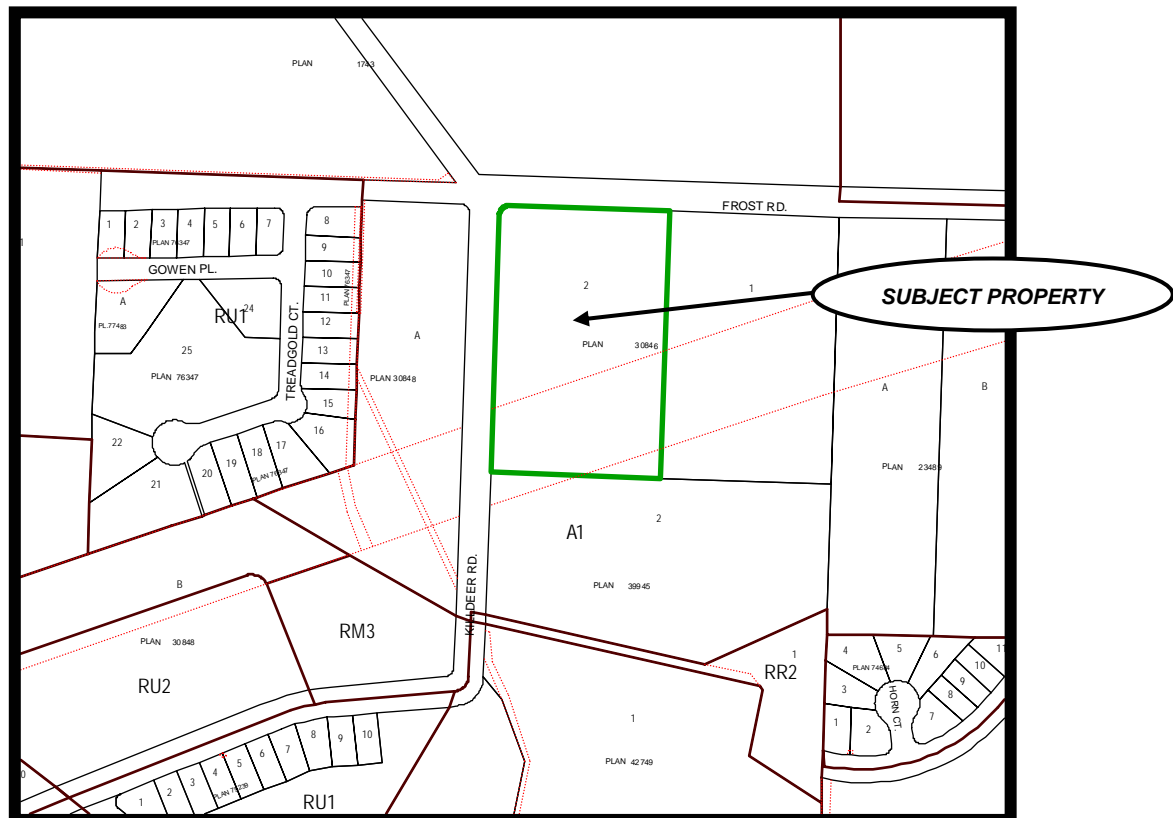 PLAN 1743
FROST RD.
1 2 3 4 5 6 7
PLAN 76347
GOWEN PL.
8
9
10
11
12
13
14
15
16
PLAN 76347
TREADGOLD CT.
A
PL.77483
RU1
24
25
PLAN 76347
22
21
20 19 18 17
PLAN 76347
A
PLAN 30848
2
PLAN 30846
1
SUBJECT PROPERTY
A
B
PLAN 23489
A1
2
PLAN 39945
KILLDEER RD.
B
PLAN 30848
RU2
RM3
1
RR2
1
PLAN 42749
4 5 6
3
1 2
HORN CT.
7 8 9 10 11
1 2 3 4 5 6 7 8 9 10
RU1